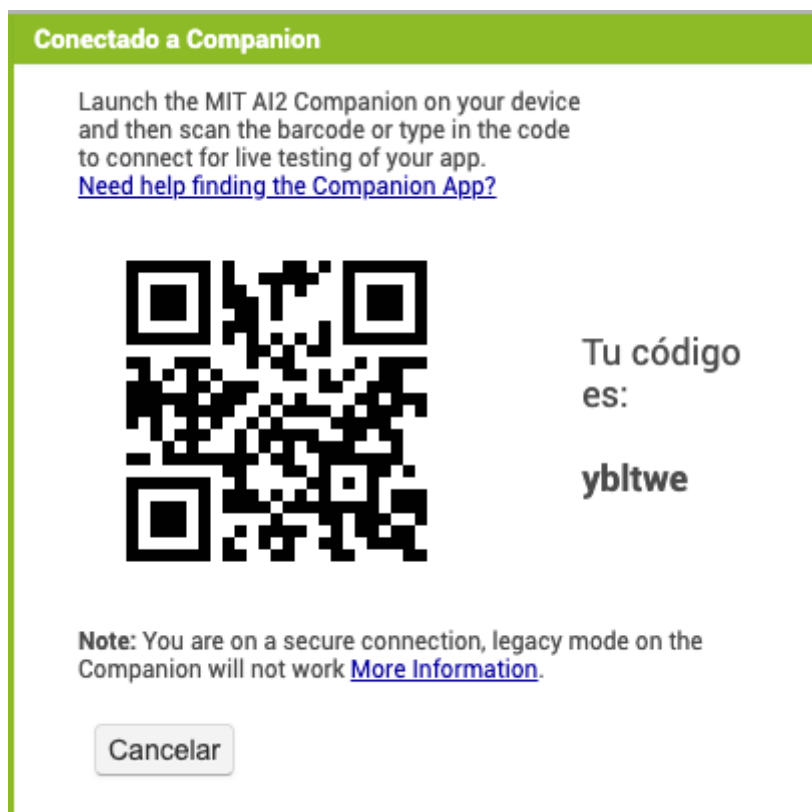 Conectado a Companion
Launch the MIT AI2 Companion on your device
and then scan the barcode or type in the code
to connect for live testing of your app.
Need help finding the Companion App?
Tu código
es:
ybltwe
Note: You are on a secure connection, legacy mode on the
Companion will not work More Information.
Cancelar